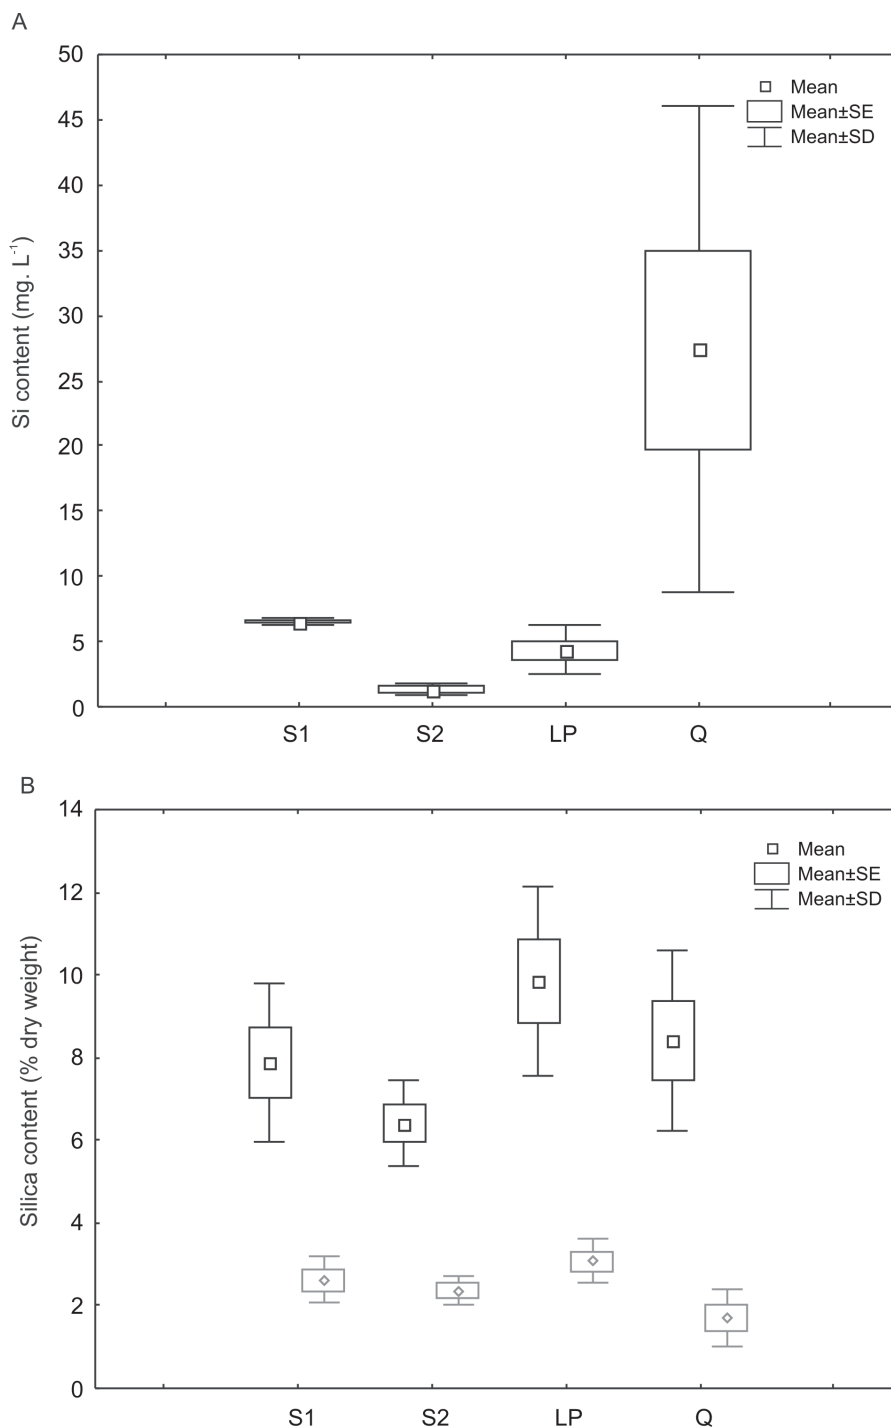 A
50
45
40
35
30
25
20
15
10
5
0
Si content (mg. L-1)
Mean
Mean±SE
Mean±SD
S1 S2 LP Q
B
14
12
10
8
6
4
2
0
Silica content (% dry weight)
Mean
Mean±SE
Mean±SD
S1 S2 LP Q